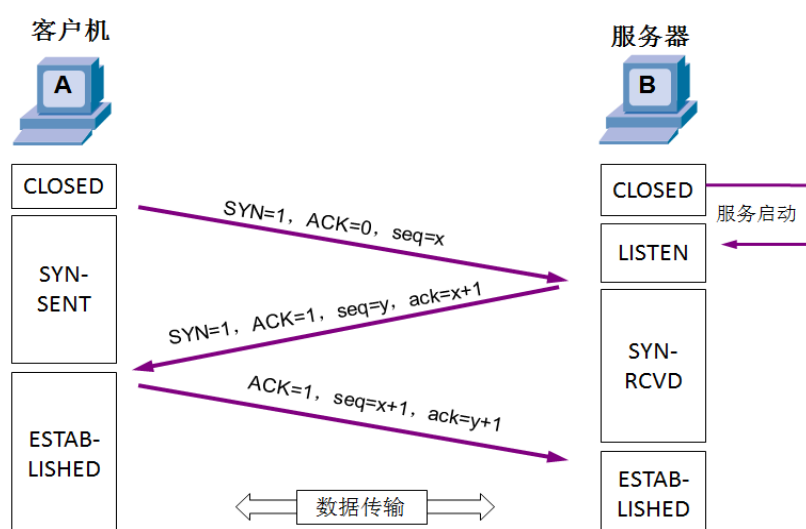 客户机
服务器
A
B
CLOSED
CLOSED
SYN=1，ACK=0，seq=x
服务启动
LISTEN
SYN-
SENT
SYN=1，ACK=1，seq=y，ack=x+1
SYN-
RCVD
ACK=1，seq=x+1，ack=y+1
ESTAB-
LISHED
ESTAB-
LISHED
数据传输